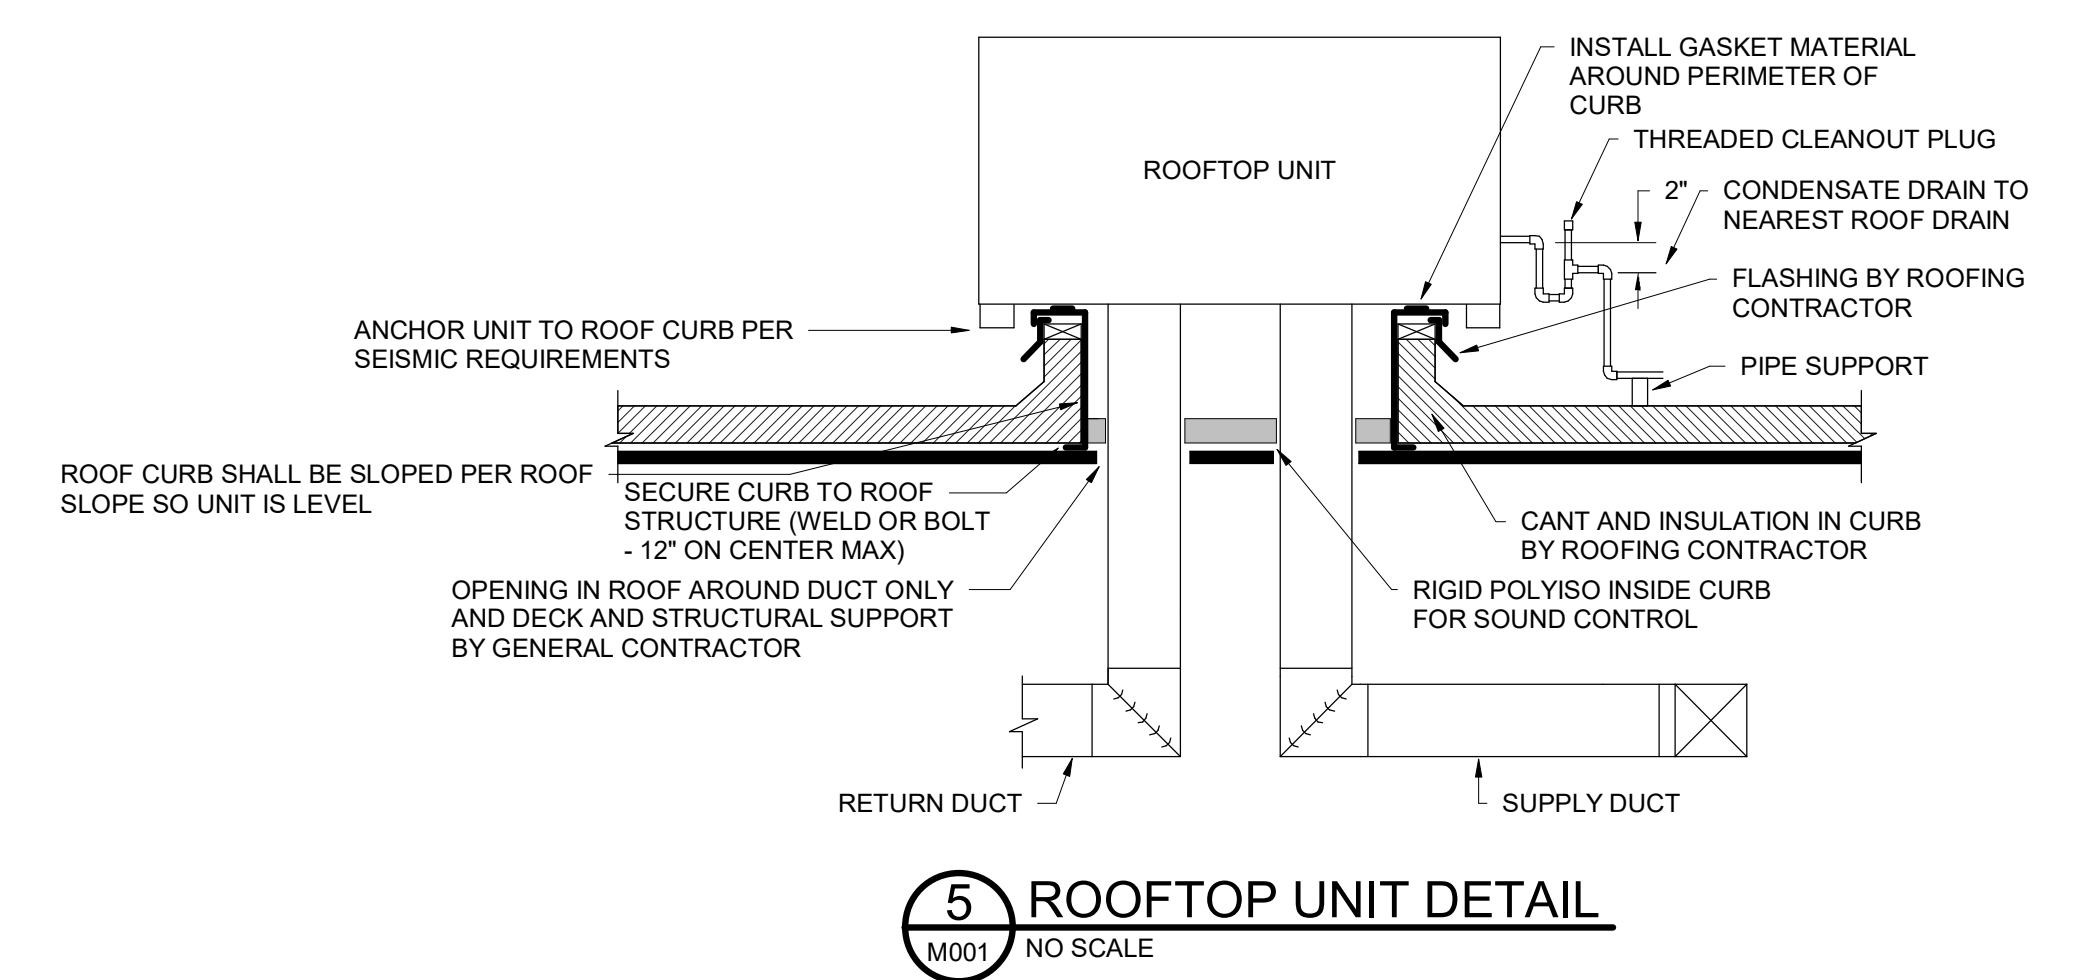 INSTALL GASKET MATERIAL
AROUND PERIMETER OF
CURB
THREADED CLEANOUT PLUG
ROOFTOP UNIT
2"
CONDENSATE DRAIN TO
NEAREST ROOF DRAIN
FLASHING BY ROOFING
CONTRACTOR
ANCHOR UNIT TO ROOF CURB PER
SEISMIC REQUIREMENTS
PIPE SUPPORT
ROOF CURB SHALL BE SLOPED PER ROOF
SLOPE SO UNIT IS LEVEL
SECURE CURB TO ROOF
STRUCTURE (WELD OR BOLT
- 12" ON CENTER MAX)
CANT AND INSULATION IN CURB
BY ROOFING CONTRACTOR
OPENING IN ROOF AROUND DUCT ONLY
AND DECK AND STRUCTURAL SUPPORT
BY GENERAL CONTRACTOR
RIGID POLYISO INSIDE CURB
FOR SOUND CONTROL
RETURN DUCT
SUPPLY DUCT
5
M001
ROOFTOP UNIT DETAIL
NO SCALE